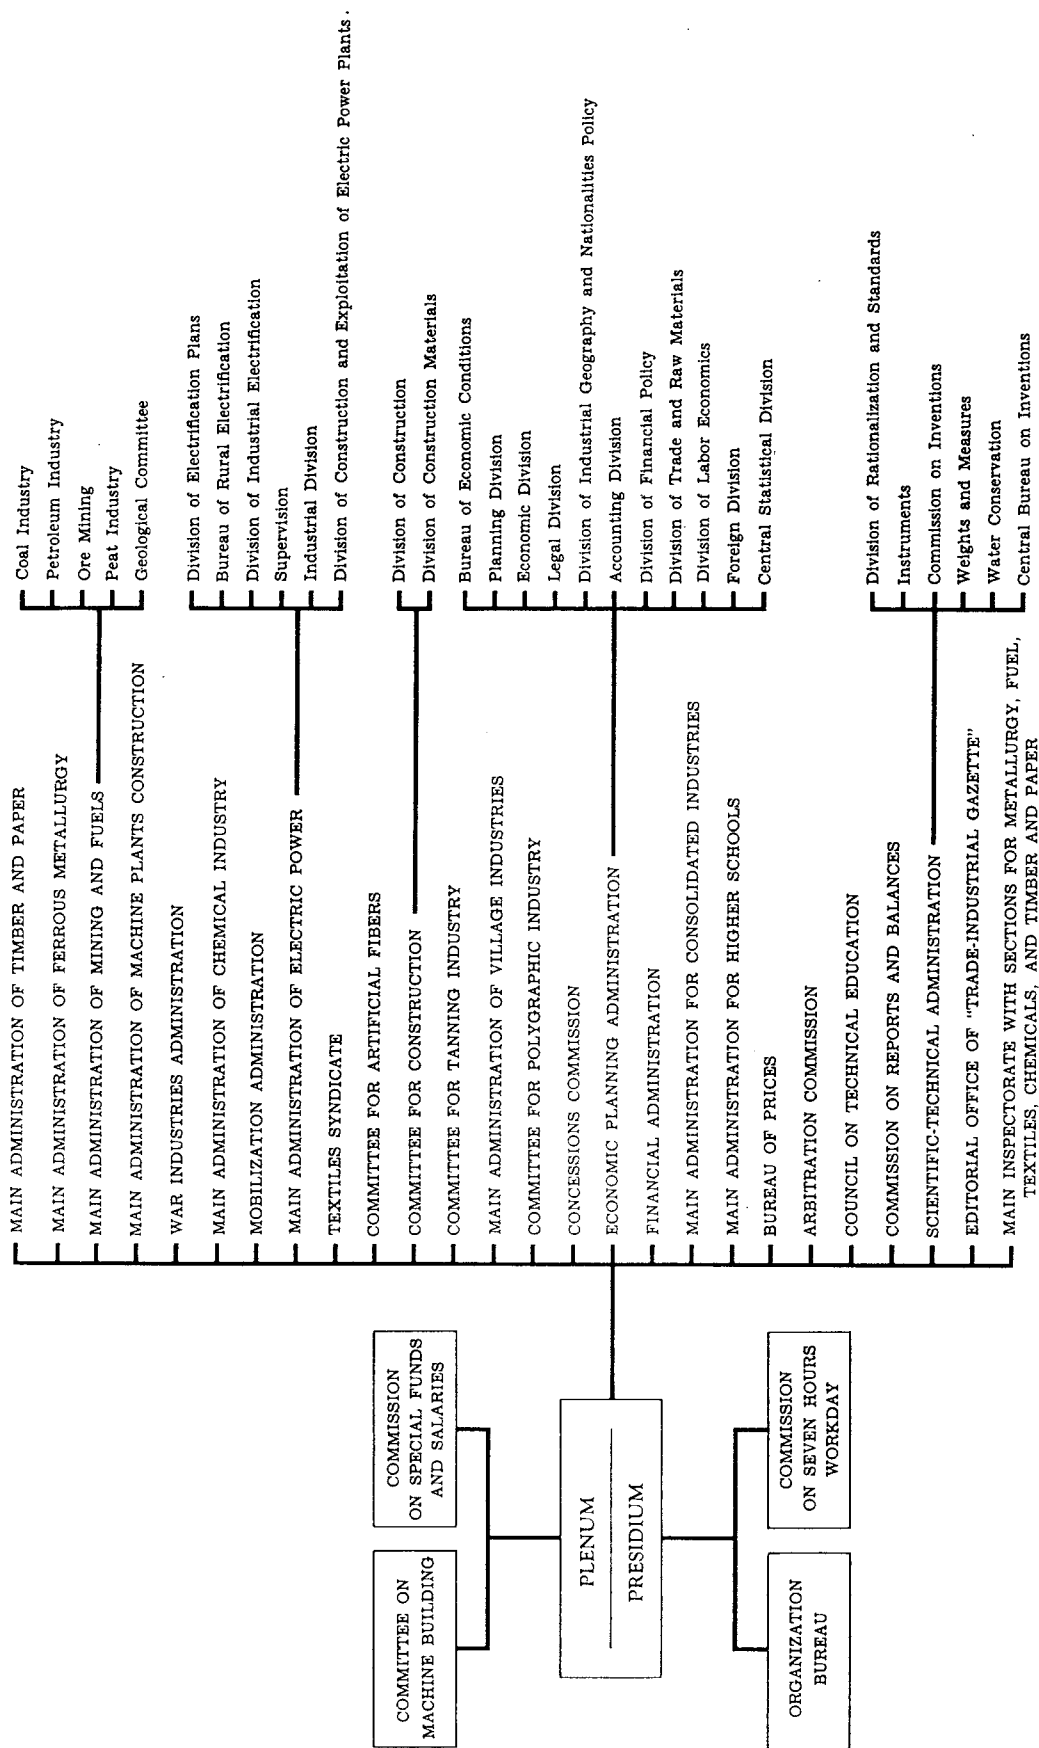 COMMITTEE ON
MACHINE BUILDING
COMMISSION
ON SPECIAL FUNDS
AND SALARIES
PLENUM
PRESIDIUM
ORGANIZATION
BUREAU
COMMISSION
ON SEVEN HOURS
WORKDAY
MAIN ADMINISTRATION OF TIMBER AND PAPER
MAIN ADMINISTRATION OF FERROUS METALLURGY
MAIN ADMINISTRATION OF MINING AND FUELS
Coal Industry
Petroleum Industry
Ore Mining
Peat Industry
Geological Committee
MAIN ADMINISTRATION OF MACHINE PLANTS CONSTRUCTION
WAR INDUSTRIES ADMINISTRATION
MAIN ADMINISTRATION OF CHEMICAL INDUSTRY
MOBILIZATION ADMINISTRATION
MAIN ADMINISTRATION OF ELECTRIC POWER
Division of Electrification Plans
Bureau of Rural Electrification
Division of Industrial Electrification
Supervision
Industrial Division
Division of Construction and Exploitation of Electric Power Plants.
TEXTILES SYNDICATE
COMMITTEE FOR ARTIFICIAL FIBERS
COMMITTEE FOR CONSTRUCTION
Division of Construction
Division of Construction Materials
COMMITTEE FOR TANNING INDUSTRY
MAIN ADMINISTRATION OF VILLAGE INDUSTRIES
COMMITTEE FOR POLYGRAPHIC INDUSTRY
CONCESSIONS COMMISSION
ECONOMIC PLANNING ADMINISTRATION
Bureau of Economic Conditions
Planning Division
Economic Division
Legal Division
Division of Industrial Geography and Nationalities Policy
Accounting Division
Division of Financial Policy
Division of Trade and Raw Materials
Division of Labor Economics
Foreign Division
Central Statistical Division
FINANCIAL ADMINISTRATION
MAIN ADMINISTRATION FOR CONSOLIDATED INDUSTRIES
MAIN ADMINISTRATION FOR HIGHER SCHOOLS
BUREAU OF PRICES
ARBITRATION COMMISSION
COUNCIL ON TECHNICAL EDUCATION
COMMISSION ON REPORTS AND BALANCES
SCIENTIFIC-TECHNICAL ADMINISTRATION
Division of Rationalization and Standards
Instruments
Commission on Inventions
Weights and Measures
Water Conservation
Central Bureau on Inventions
EDITORIAL OFFICE OF "TRADE-INDUSTRIAL GAZETTE"
MAIN INSPECTORATE WITH SECTIONS FOR METALLURGY, FUEL,
TEXTILES, CHEMICALS, AND TIMBER AND PAPER